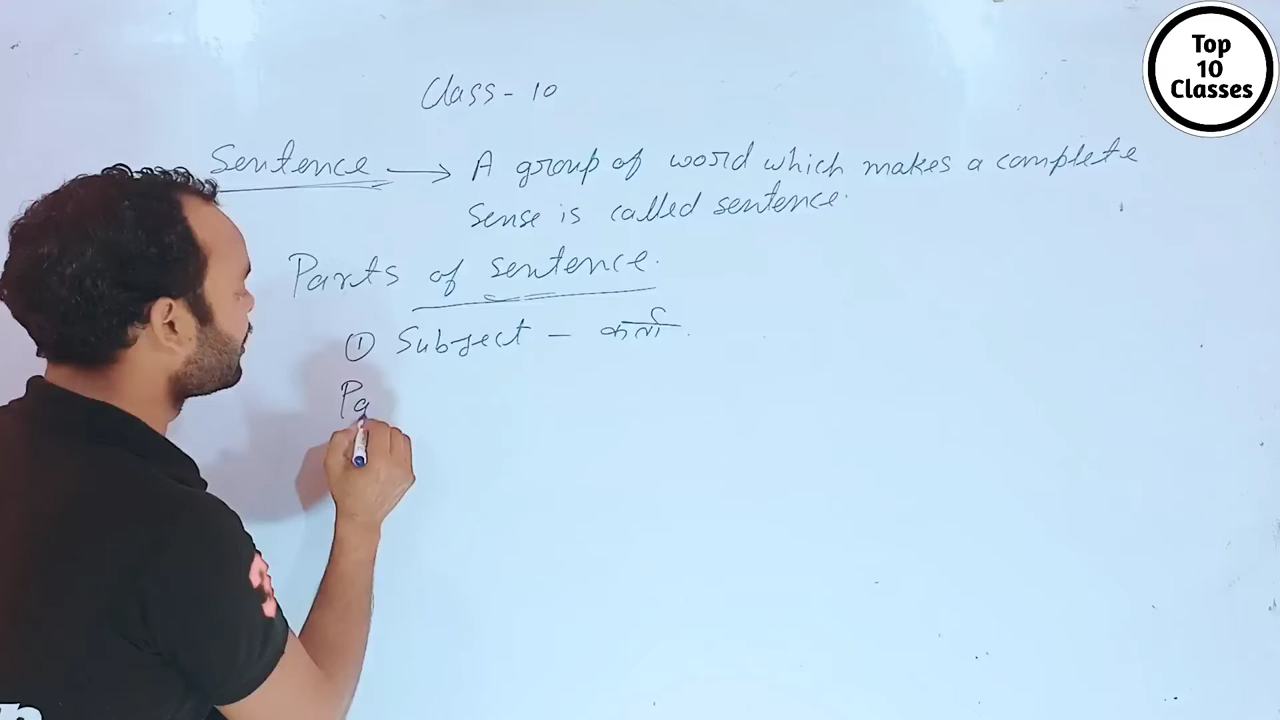 Top
10
Classes
Class - 10
Sentence → A group of word which makes a complete
sense is called sentence.
Parts of sentence.
① Subject - कर्ता.
Pa